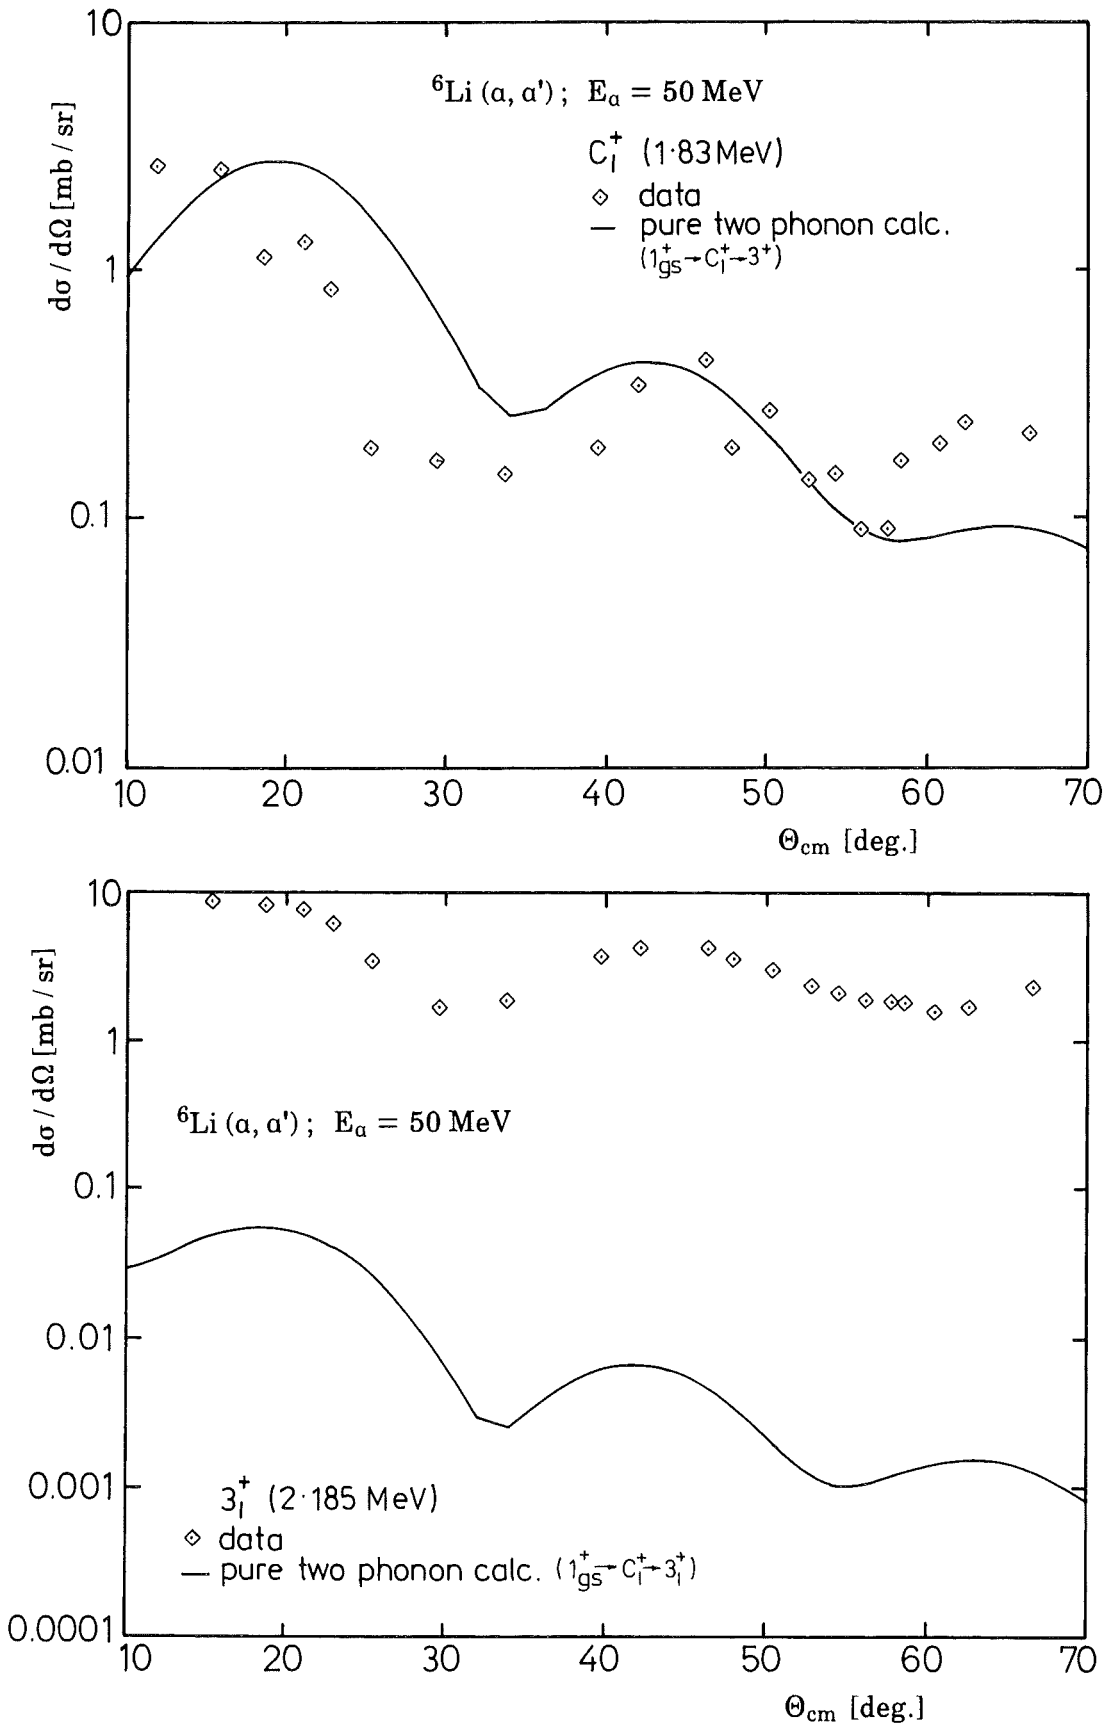 10
⁶Li (α, α'); Eα = 50 MeV
C₁⁺ (1·83MeV)
data
pure two phonon calc.
(1⁺gs→C₁⁺→3⁺)
dσ / dΩ [mb / sr]
1
0.1
0.01
10 20 30 40 50 60 70
Θcm [deg.]
10
dσ / dΩ [mb / sr]
1
⁶Li (α, α'); Eα = 50 MeV
0.1
0.01
0.001
3₁⁺ (2·185 MeV)
data
pure two phonon calc. (1⁺gs→C₁⁺→3₁⁺)
0.0001
10 20 30 40 50 60 70
Θcm [deg.]